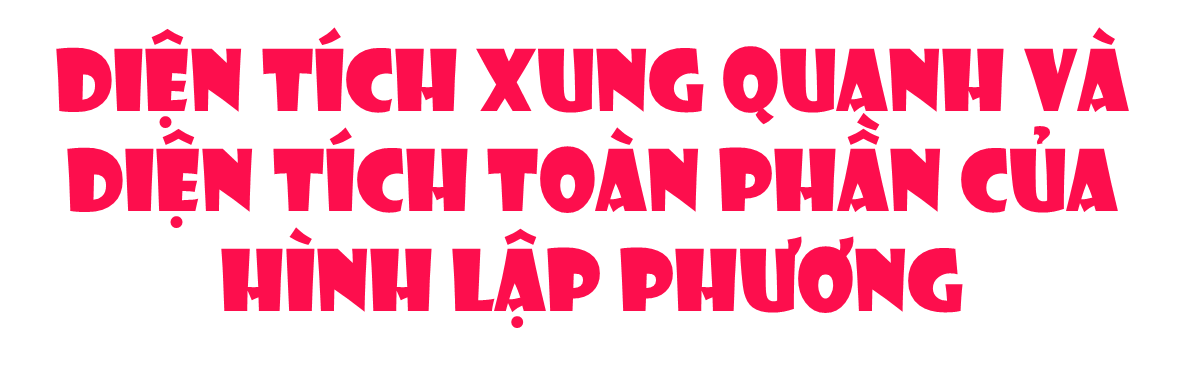 DIỆN TÍCH XUNG QUANH VÀ
DIỆN TÍCH TOÀN PHẦN CỦA
HÌNH LẬP PHƯƠNG